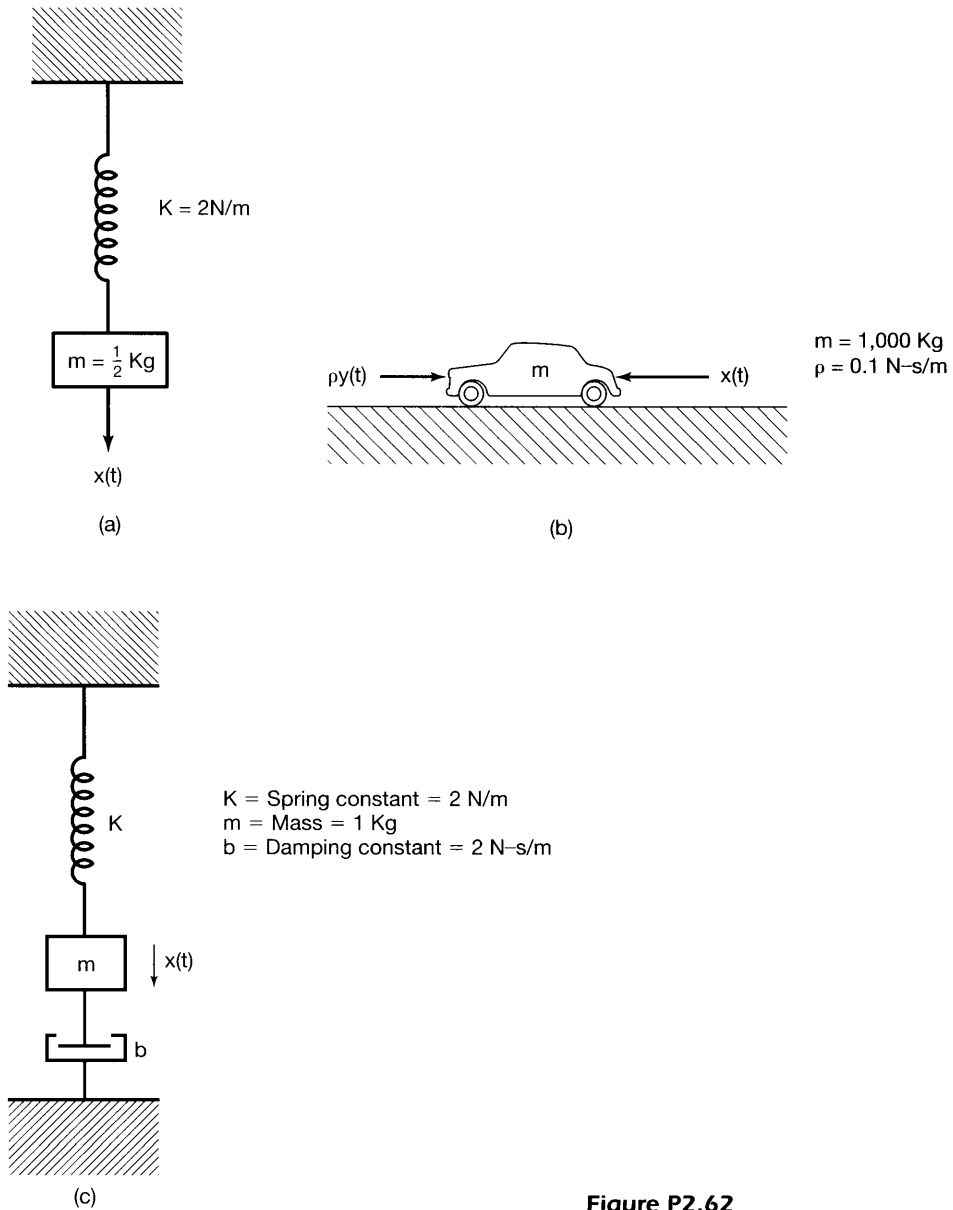 K = 2N/m
m = 1/2 Kg
x(t)
(a)
ρy(t)
m
x(t)
m = 1,000 Kg
ρ = 0.1 N–s/m
(b)
K
K = Spring constant = 2 N/m
m = Mass = 1 Kg
b = Damping constant = 2 N–s/m
m
x(t)
b
(c)
Figure P2.62